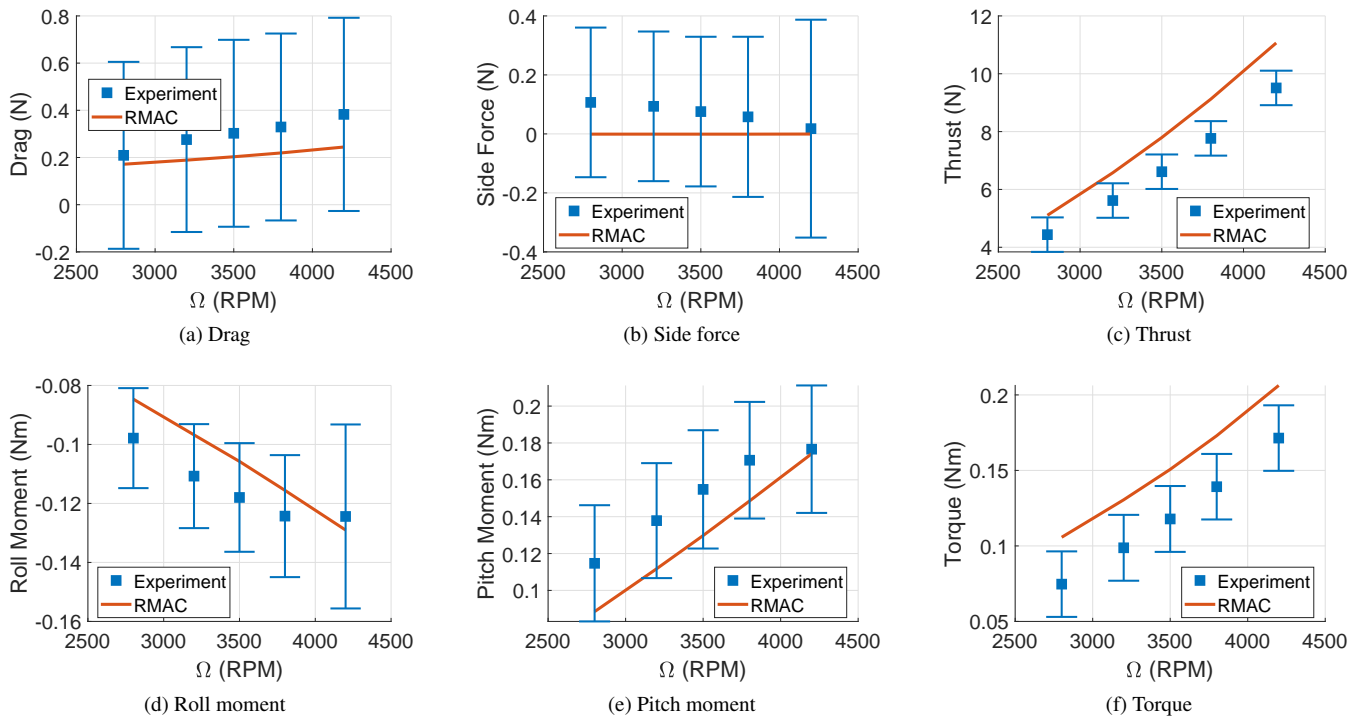 0.8
0.6
0.4
0.2
0
-0.2
Drag (N)
Experiment
RMAC
2500 3000 3500 4000 4500
Ω (RPM)
(a) Drag
0.4
0.2
0
-0.2
-0.4
Side Force (N)
Experiment
RMAC
2500 3000 3500 4000 4500
Ω (RPM)
(b) Side force
12
10
8
6
4
Thrust (N)
Experiment
RMAC
2500 3000 3500 4000 4500
Ω (RPM)
(c) Thrust
-0.08
-0.1
-0.12
-0.14
-0.16
Roll Moment (Nm)
Experiment
RMAC
2500 3000 3500 4000 4500
Ω (RPM)
(d) Roll moment
0.2
0.18
0.16
0.14
0.12
0.1
Pitch Moment (Nm)
Experiment
RMAC
2500 3000 3500 4000 4500
Ω (RPM)
(e) Pitch moment
0.2
0.15
0.1
0.05
Torque (Nm)
Experiment
RMAC
2500 3000 3500 4000 4500
Ω (RPM)
(f) Torque